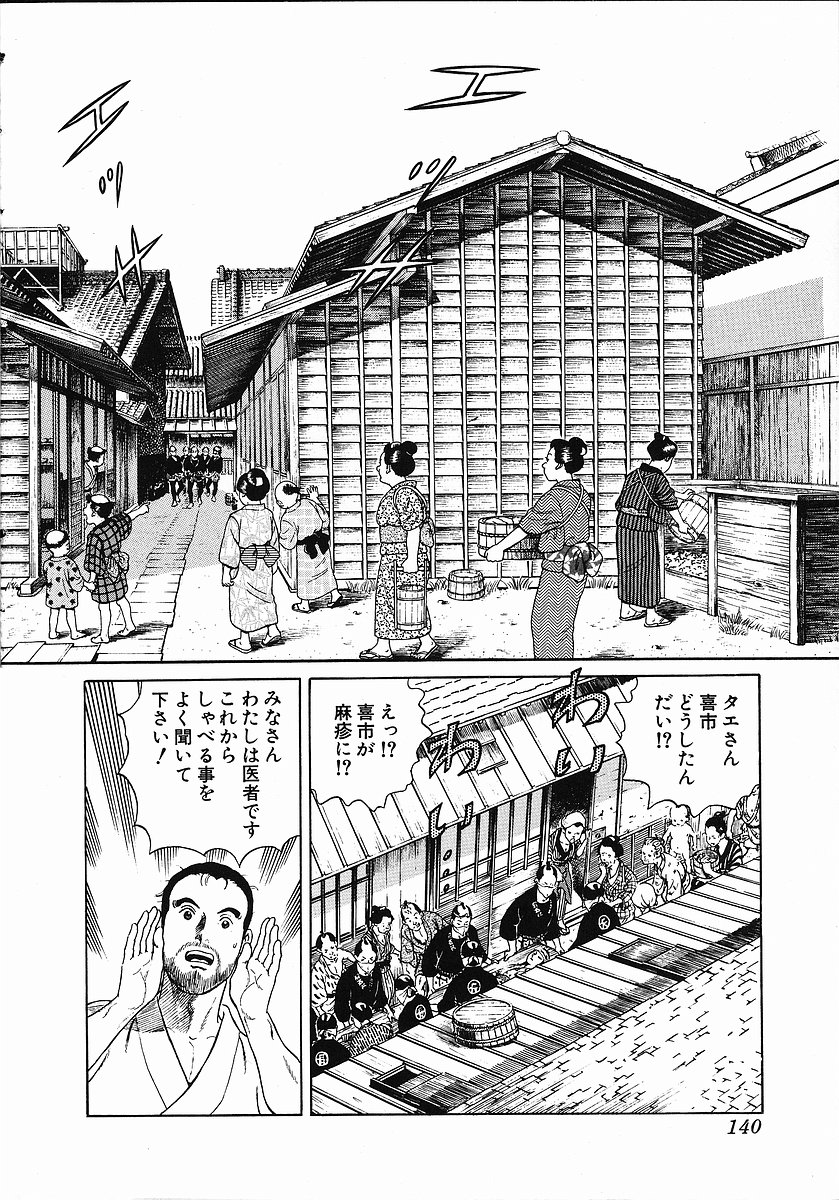 エ
ッ
サ
エ
ッ
サ
タエさん
喜市
どうしたん
だい!?
わい
わい
えっ!?
喜市が
麻疹に!?
みなさん
わたしは医者です
これから
しゃべる事を
よく聞いて
下さい!
140